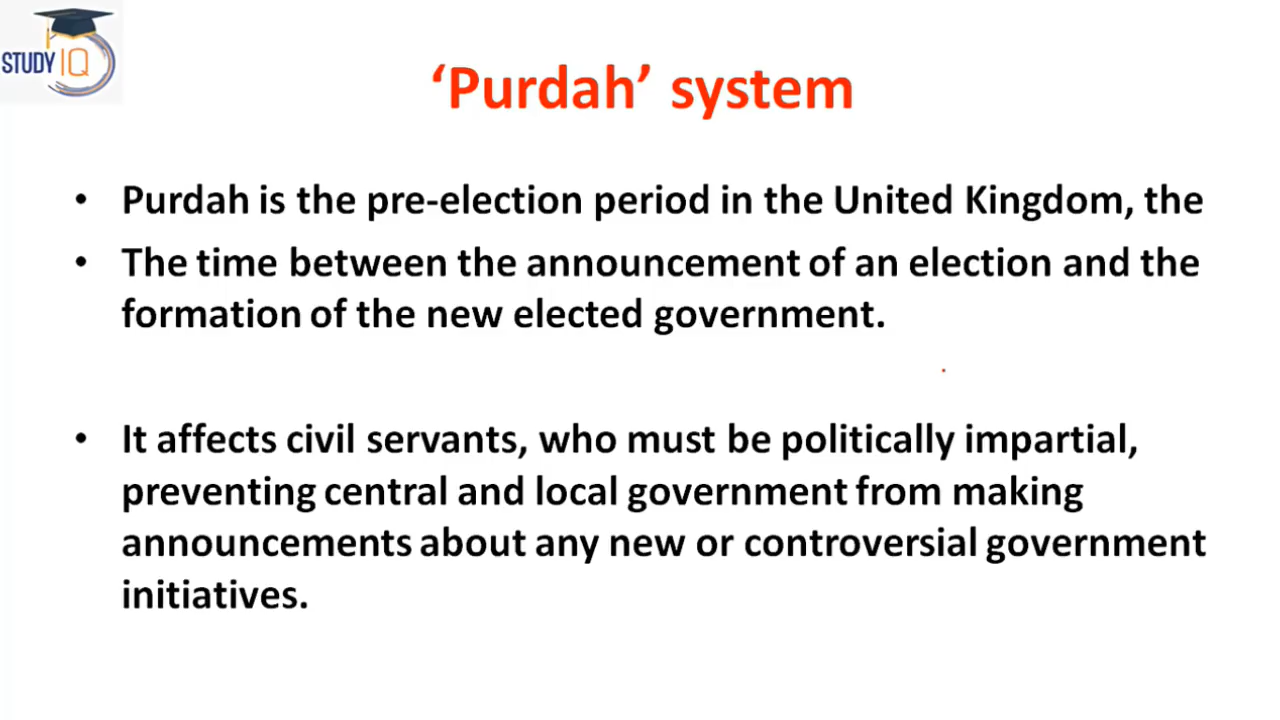 STUDY IQ
‘Purdah’ system
• Purdah is the pre-election period in the United Kingdom, the
• The time between the announcement of an election and the
formation of the new elected government.
• It affects civil servants, who must be politically impartial,
preventing central and local government from making
announcements about any new or controversial government
initiatives.